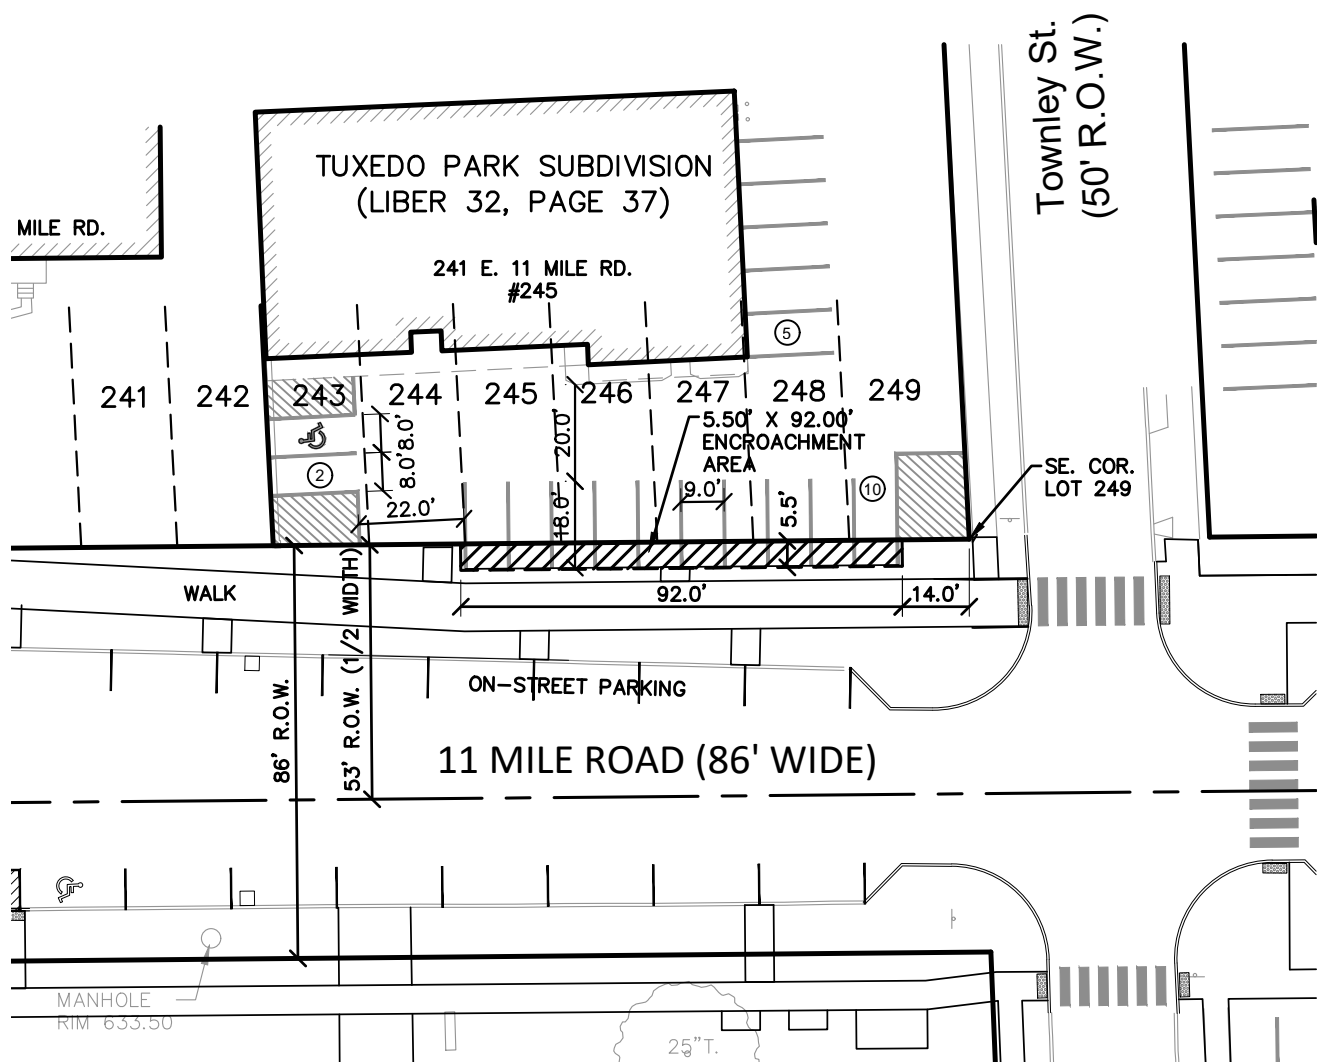 Townley St.
(50' R.O.W.)
TUXEDO PARK SUBDIVISION
(LIBER 32, PAGE 37)
MILE RD.
241 E. 11 MILE RD.
#245
5
241
242
243
244
245
246
247
248
249
5.50' X 92.00'
ENCROACHMENT
AREA
8.0'
8.0'
20.0'
2
22.0'
18.0'
9.0'
10
5.5'
SE. COR.
LOT 249
WALK
92.0'
14.0'
ON-STREET PARKING
86' R.O.W.
53' R.O.W. (1/2 WIDTH)
11 MILE ROAD (86' WIDE)
MANHOLE
RIM 633.50
25"T.